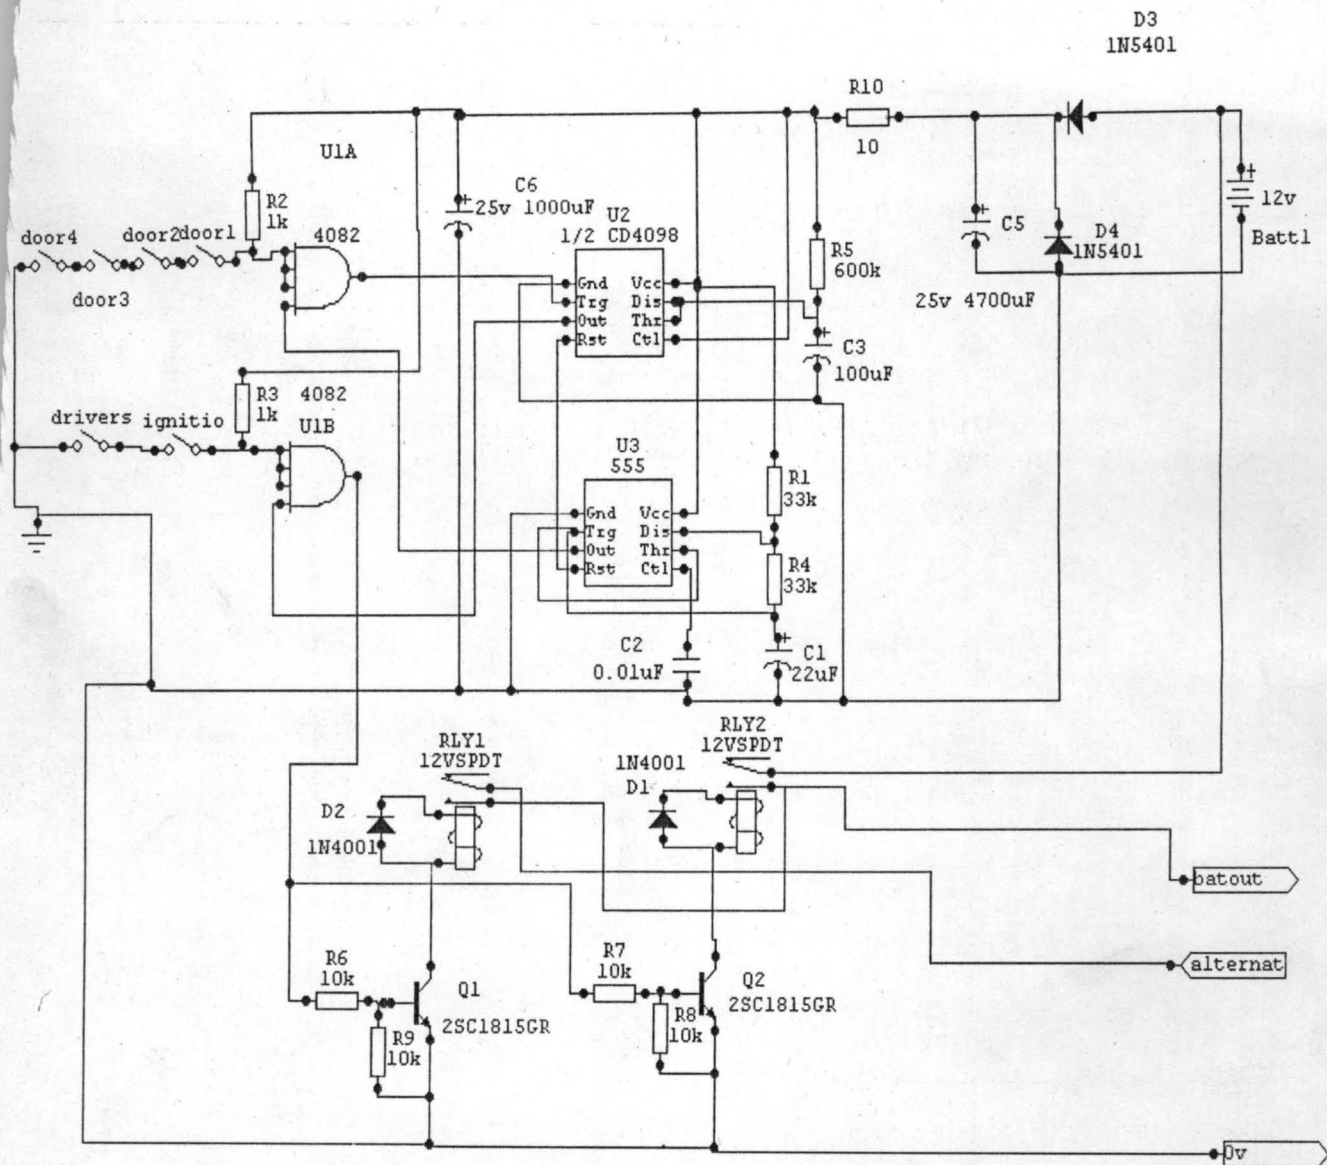 D3
1N5401
R10
10
U1A
R2
1k
C6
25v 1000uF
12v
Batt1
U2
1/2 CD4098
door4
door2
door1
door3
4082
Gnd
Trg
Out
Rst
Vcc
Dis
Thr
Ctl
R5
600k
C5
25v 4700uF
D4
1N5401
C3
100uF
R3
1k
4082
U1B
drivers
ignitio
U3
555
Gnd
Trg
Out
Rst
Vcc
Dis
Thr
Ctl
R1
33k
R4
33k
C2
0.01uF
C1
22uF
RLY1
12VSPDT
RLY2
12VSPDT
1N4001
D1
D2
1N4001
batout
alternat
R6
10k
R9
10k
Q1
2SC1815GR
R7
10k
R8
10k
Q2
2SC1815GR
0v